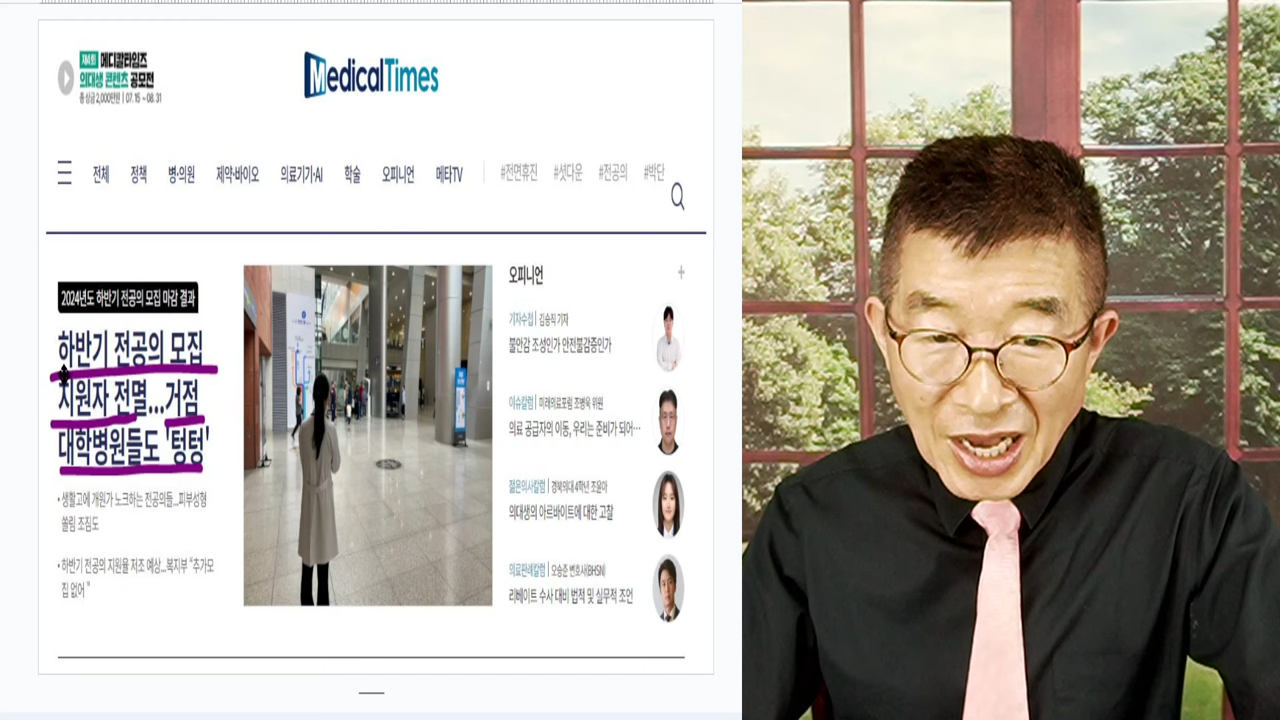 제4회 메디칼타임즈
의대생 콘텐츠 공모전
총 상금 2,000만원 | 07. 15 ~ 08. 31
MedicalTimes
전체 정책 병·의원 제약·바이오 의료기기·AI 학술 오피니언 메타TV #전면휴진 #섯다운 #전공의 #박단
2024년도 하반기 전공의 모집 마감 결과
하반기 전공의 모집
지원자 전멸...거점
대학병원들도 '텅텅'
• 생활고에 개원가 노크하는 전공의들...피부성형
쏠림 조짐도
• 하반기 전공의 지원율 저조 예상...복지부 "추가모
집 없어"
오피니언 +
기자수첩 | 김승직 기자
불안감 조성인가 안전불감증인가
이슈칼럼 | 미래의료포럼 조병욱 위원
의료 공급자의 이동, 우리는 준비가 되어…
젊은의사칼럼 | 경북의대 4학년 조윤아
의대생의 아르바이트에 대한 고찰
의료판례칼럼 | 오승준 변호사(BHSN)
리베이트 수사 대비 법적 및 실무적 조언